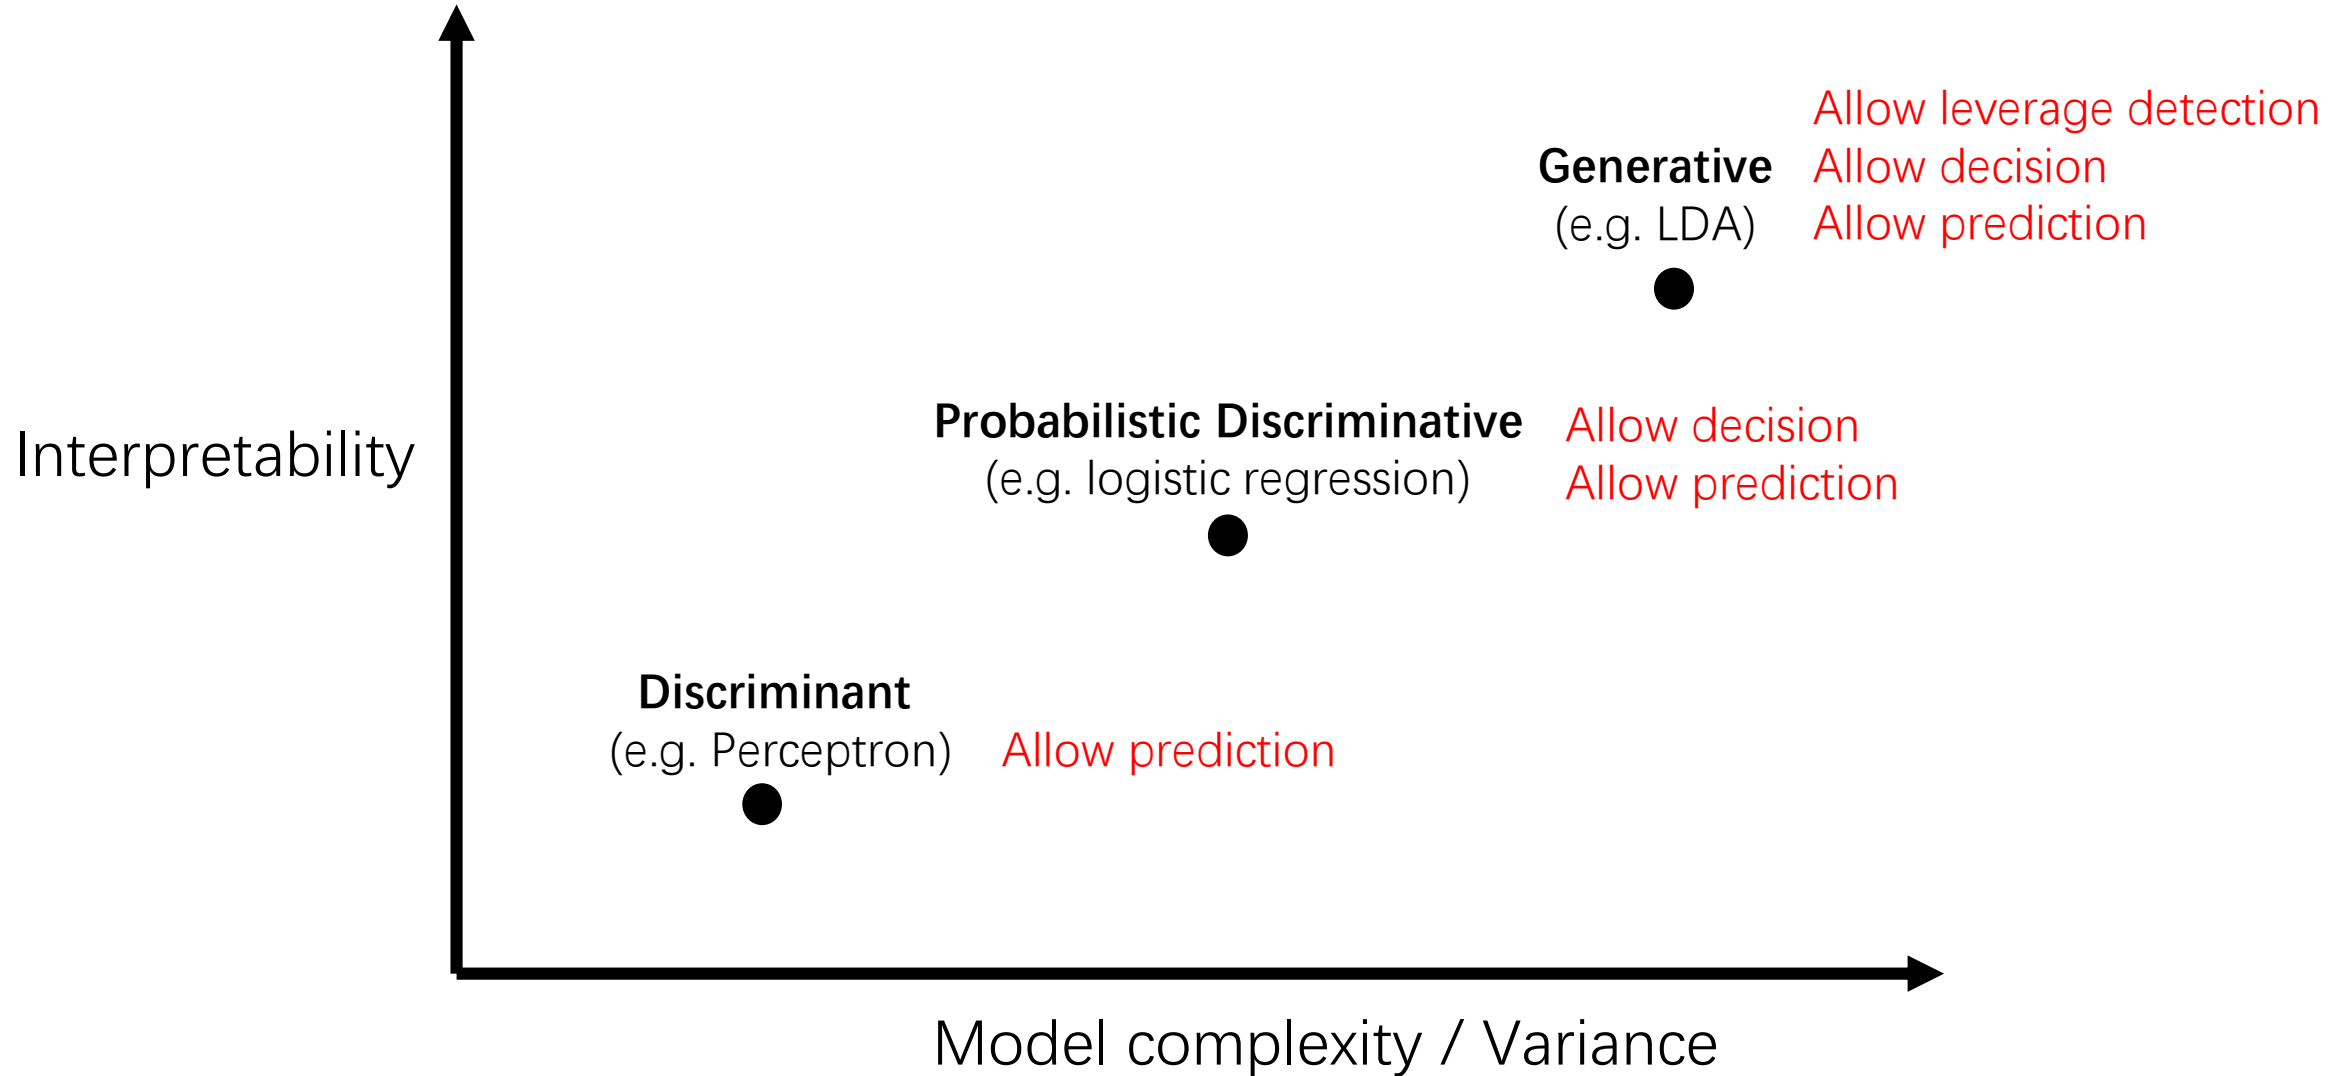 Allow leverage detection
Generative Allow decision
(e.g. LDA) Allow prediction
Probabilistic Discriminative Allow decision
(e.g. logistic regression) Allow prediction
Interpretability
Discriminant
(e.g. Perceptron) Allow prediction
Model complexity / Variance